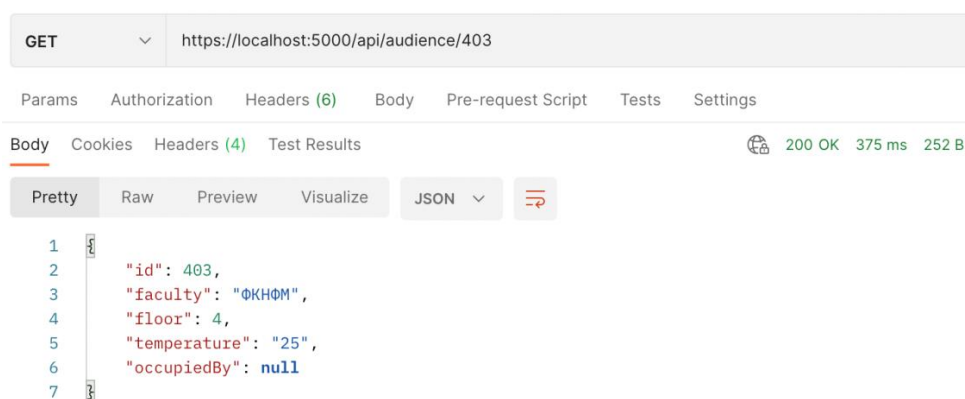 GET https://localhost:5000/api/audience/403
Params Authorization Headers (6) Body Pre-request Script Tests Settings
Body Cookies Headers (4) Test Results 200 OK 375 ms 252 B
Pretty Raw Preview Visualize JSON
1 {
2 "id": 403,
3 "faculty": "ФКНФМ",
4 "floor": 4,
5 "temperature": "25",
6 "occupiedBy": null
7 }